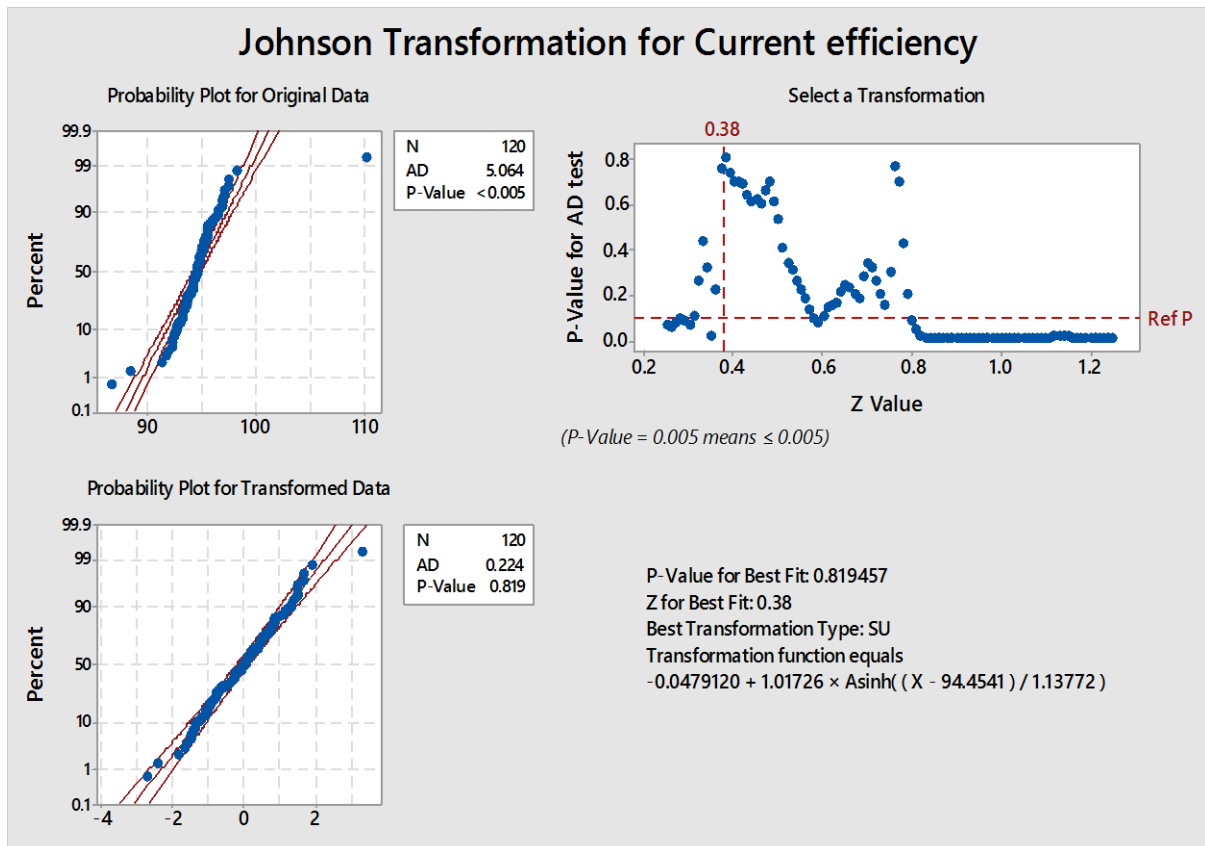 Johnson Transformation for Current efficiency
Probability Plot for Original Data
99.9
99
90
50
10
1
0.1
Percent
90 100 110
N 120
AD 5.064
P-Value <0.005
Select a Transformation
0.38
0.8
0.6
0.4
0.2
0.0
P-Value for AD test
Ref P
0.2 0.4 0.6 0.8 1.0 1.2
Z Value
(P-Value = 0.005 means ≤ 0.005)
Probability Plot for Transformed Data
99.9
99
90
50
10
1
0.1
Percent
-4 -2 0 2
N 120
AD 0.224
P-Value 0.819
P-Value for Best Fit: 0.819457
Z for Best Fit: 0.38
Best Transformation Type: SU
Transformation function equals
-0.0479120 + 1.01726 × Asinh( ( X - 94.4541 ) / 1.13772 )